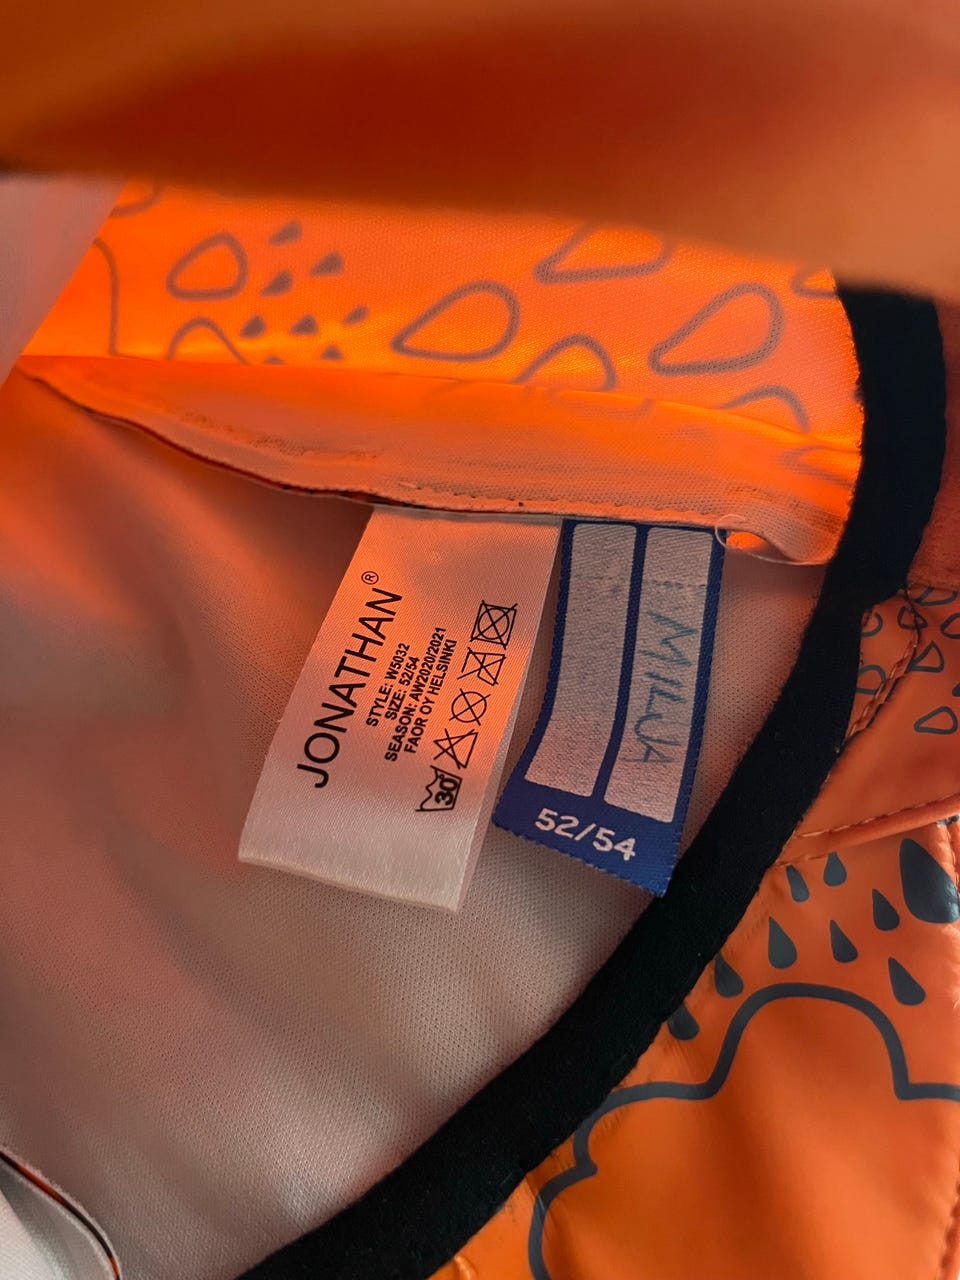 JONATHAN®
STYLE: W5032
SIZE: 52/54
SEASON: AW2020/2021
FAOR OY HELSINKI
30°
MILJA
52/54